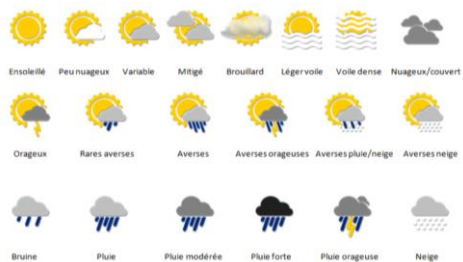 Ensoleillé Peu nuageux Variable Mitigé Brouillard Léger voile Voile dense Nuageux/couvert
Orageux Rares averses Averses Averses orageuses Averses pluie/neige Averses neige
Bruine Pluie Pluie modérée Pluie forte Pluie orageuse Neige